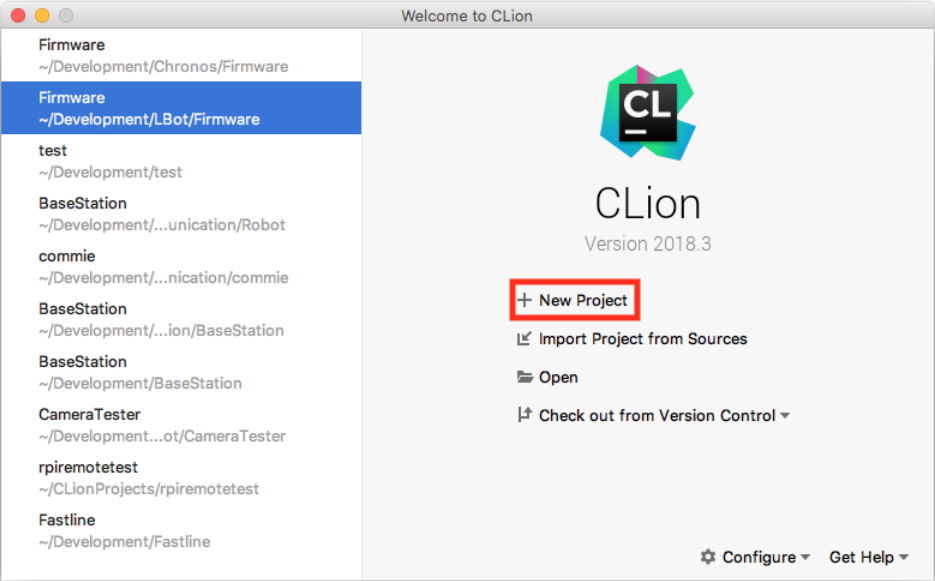 Welcome to CLion
Firmware
~/Development/Chronos/Firmware
Firmware
~/Development/LBot/Firmware
test
~/Development/test
BaseStation
~/Development/...unication/Robot
commie
~/Development/...nication/commie
BaseStation
~/Development/...ion/BaseStation
BaseStation
~/Development/BaseStation
CameraTester
~/Development...ot/CameraTester
rpiremotetest
~/CLionProjects/rpiremotetest
Fastline
~/Development/Fastline
CL
CLion
Version 2018.3
New Project
Import Project from Sources
Open
Check out from Version Control
Configure
Get Help